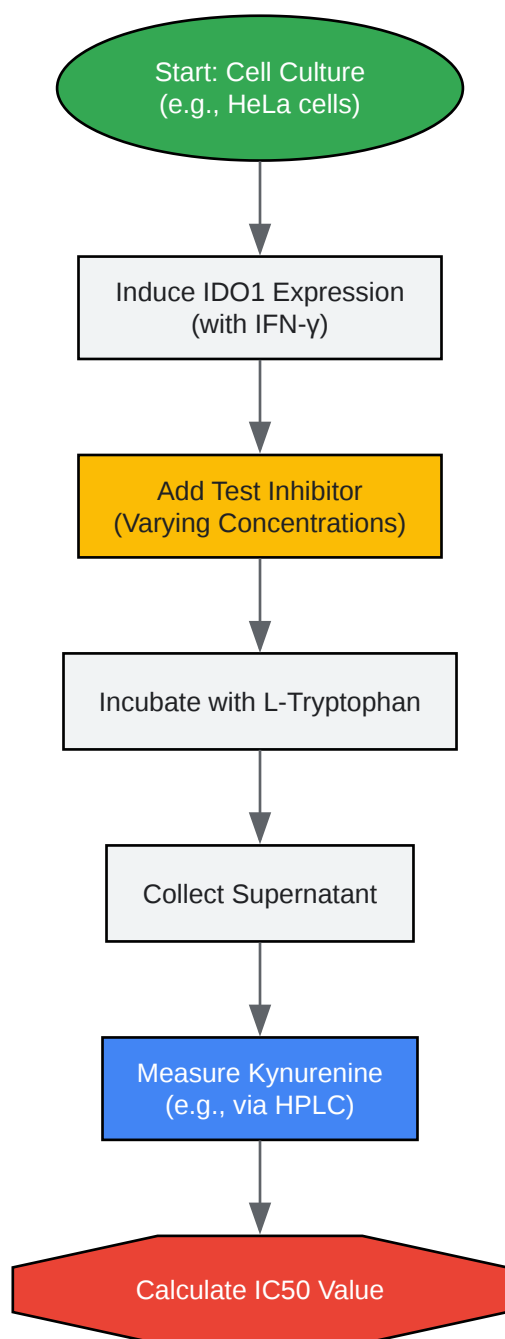 Start: Cell Culture
(e.g., HeLa cells)
Induce IDO1 Expression
(with IFN-γ)
Add Test Inhibitor
(Varying Concentrations)
Incubate with L-Tryptophan
Collect Supernatant
Measure Kynurenine
(e.g., via HPLC)
Calculate IC50 Value